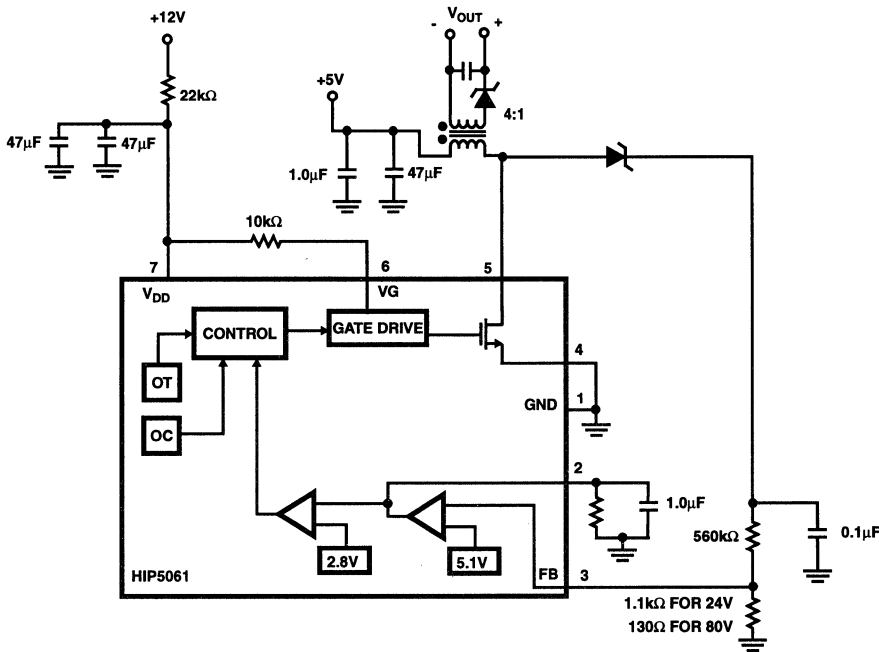 +12V
- VOUT +
22kΩ
+5V
4:1
47µF
47µF
1.0µF
47µF
10kΩ
7
6
5
VDD
VG
CONTROL
GATE DRIVE
4
OT
1
GND
OC
2
1.0µF
560kΩ
0.1µF
2.8V
5.1V
HIP5061
FB
3
1.1kΩ FOR 24V
130Ω FOR 80V